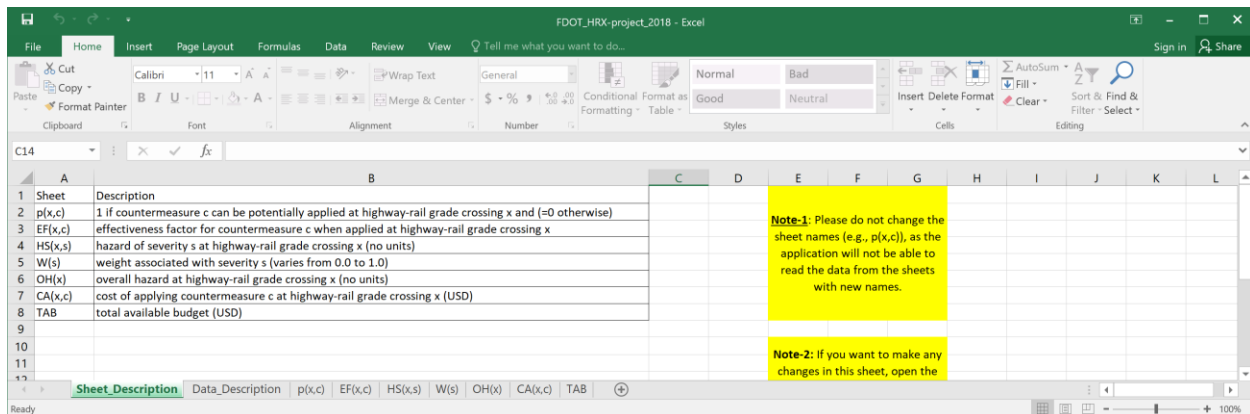 FDOT_HRX-project_2018 - Excel
File Home Insert Page Layout Formulas Data Review View Tell me what you want to do... Sign in Share
Cut
Copy
Format Painter
Paste
Clipboard
Calibri 11 A A
B I U A
Font
Wrap Text
Merge & Center
Alignment
General
$ % , .0 .00 .00 .0
Number
Conditional Formatting
Format as Table
Normal Bad
Good Neutral
Styles
Insert Delete Format
Cells
AutoSum
Fill
Clear
Sort & Filter
Find & Select
Editing
C14 fx
A B C D E F G H I J K L
1 Sheet Description
2 p(x,c) 1 if countermeasure c can be potentially applied at highway-rail grade crossing x and (=0 otherwise)
3 EF(x,c) effectiveness factor for countermeasure c when applied at highway-rail grade crossing x
4 HS(x,s) hazard of severity s at highway-rail grade crossing x (no units)
5 W(s) weight associated with severity s (varies from 0.0 to 1.0)
6 OH(x) overall hazard at highway-rail grade crossing x (no units)
7 CA(x,c) cost of applying countermeasure c at highway-rail grade crossing x (USD)
8 TAB total available budget (USD)
9
10
11
12
Note-1: Please do not change the
sheet names (e.g., p(x,c)), as the
application will not be able to
read the data from the sheets
with new names.
Note-2: If you want to make any
changes in this sheet, open the
Sheet_Description Data_Description p(x,c) EF(x,c) HS(x,s) W(s) OH(x) CA(x,c) TAB
Ready 100%